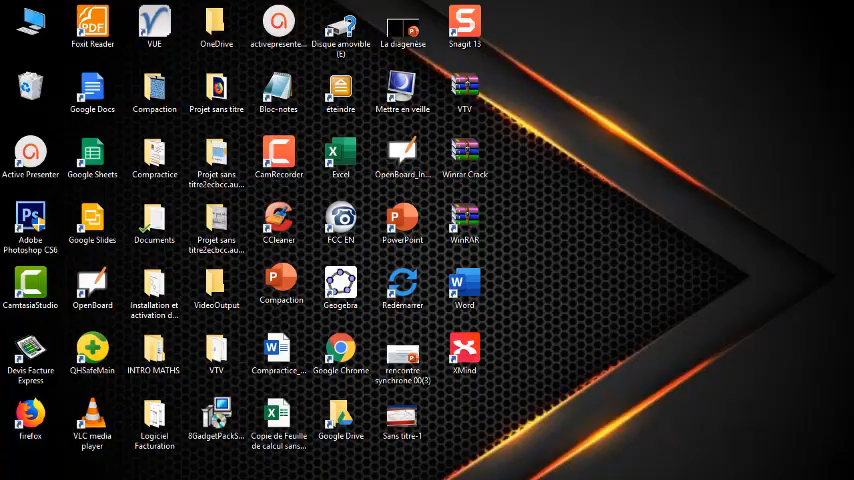 Foxit Reader
VUE
OneDrive
activepresente...
Disque amovible
(E)
La diagenèse
Snagit 13
Google Docs
Compaction
Projet sans titre
Bloc-notes
éteindre
Mettre en veille
VTV
Active Presenter
Google Sheets
Compractice
Projet sans
titre2ecbcc.au...
CamRecorder
Excel
OpenBoard_In...
Winrar Crack
Adobe
Photoshop CS6
Google Slides
Documents
Projet sans
titre2ecbcc.au...
CCleaner
FCC EN
PowerPoint
WinRAR
CamtasiaStudio
OpenBoard
Installation et
activation d...
VideoOutput
Compaction
Geogebra
Redémarrer
Word
Devis Facture
Express
QHSafeMain
INTRO MATHS
VTV
Compractice_...
Google Chrome
rencontre
synchrone 00(3)
XMind
firefox
VLC media
player
Logiciel
Facturation
8GadgetPackS...
Copie de Feuille
de calcul sans...
Google Drive
Sans titre-1